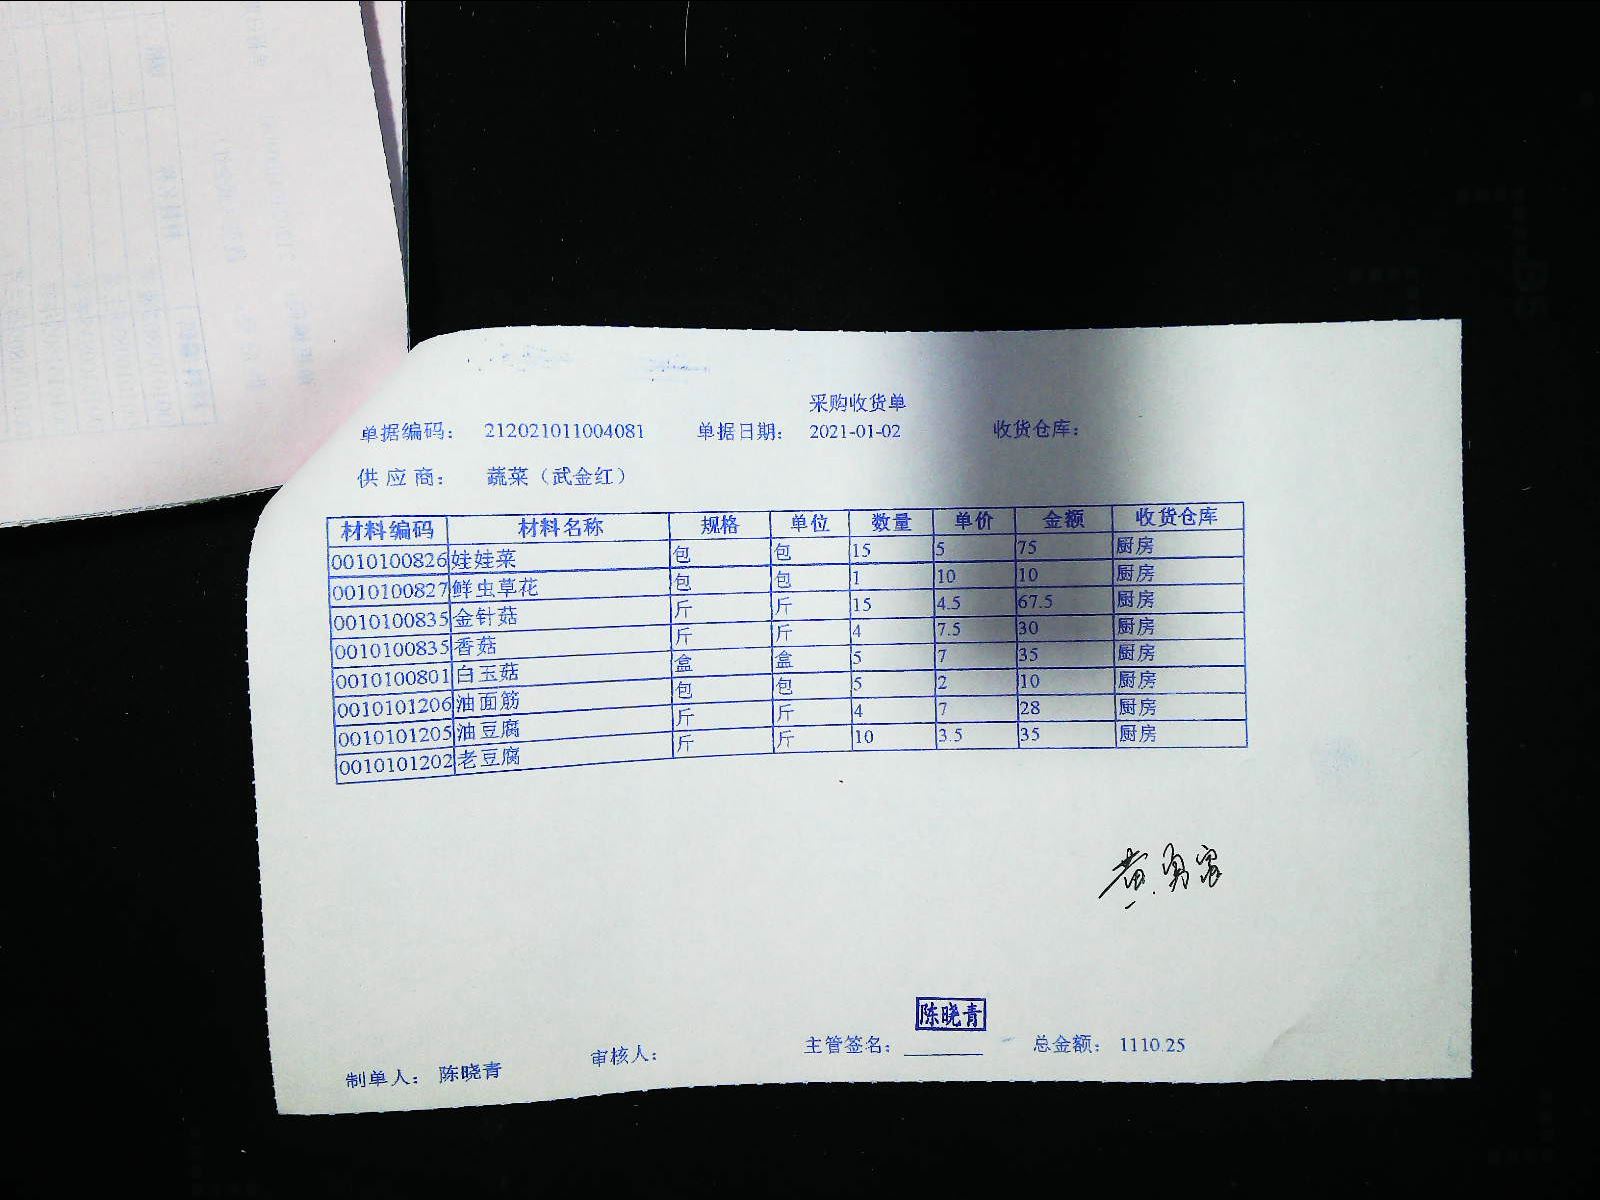 采购收货单
单据编码： 212021011004081 单据日期： 2021-01-02 收货仓库：
供 应 商： 蔬菜（武金红）
材料编码 材料名称 规格 单位 数量 单价 金额 收货仓库
0010100826 娃娃菜 包 包 15 5 75 厨房
0010100827 鲜虫草花 包 包 1 10 10 厨房
0010100835 金针菇 斤 斤 15 4.5 67.5 厨房
0010100835 香菇 斤 斤 4 7.5 30 厨房
0010100801 白玉菇 盒 盒 5 7 35 厨房
0010101206 油面筋 包 包 5 2 10 厨房
0010101205 油豆腐 斤 斤 4 7 28 厨房
0010101202 老豆腐 斤 斤 10 3.5 35 厨房
陈晓青
制单人： 陈晓青 审核人： 主管签名： 总金额： 1110.25